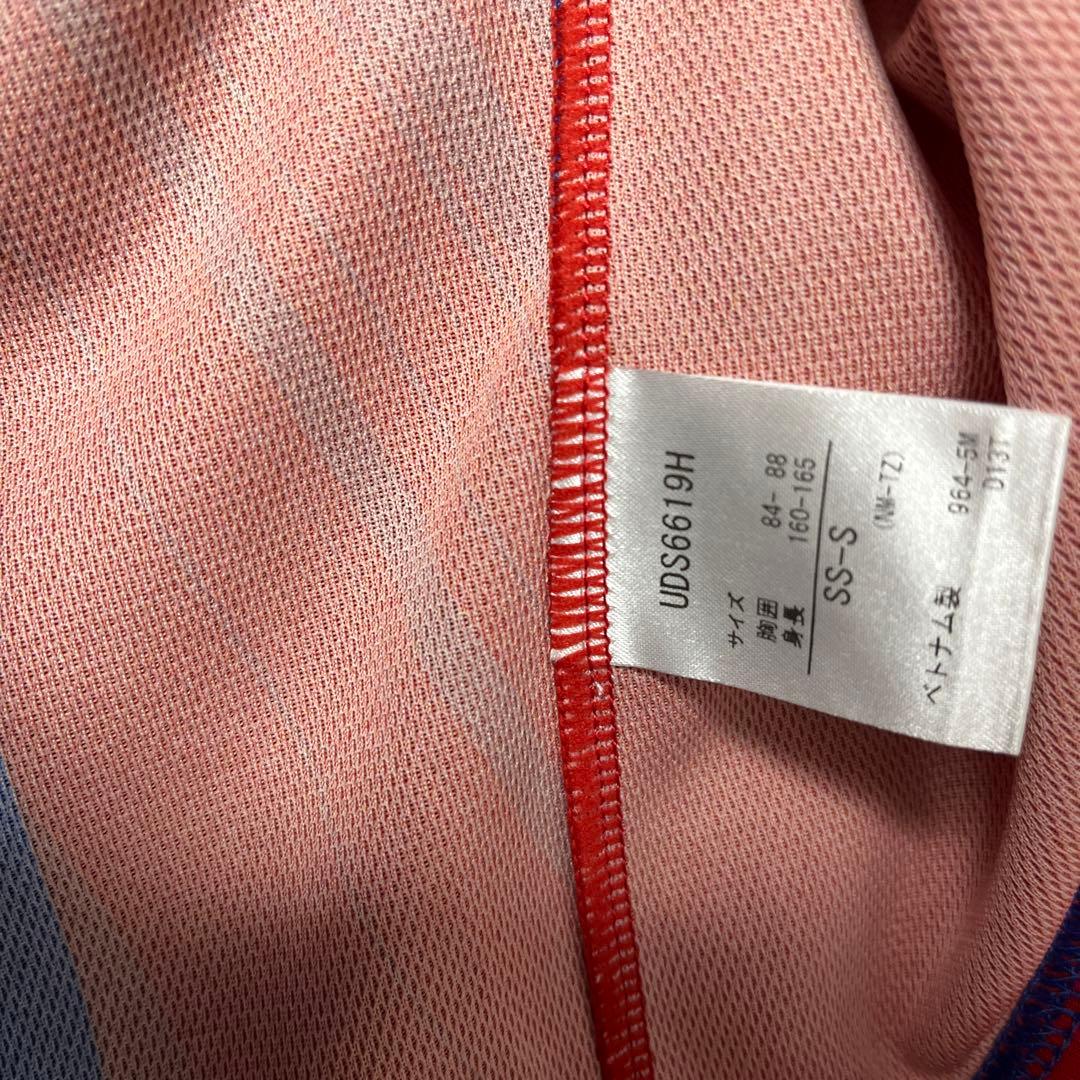 UDS6619H
サイズ
胸囲 84- 88
身長 160-165
SS-S
(NM-TZ)
ベトナム製 964-5M
D13T